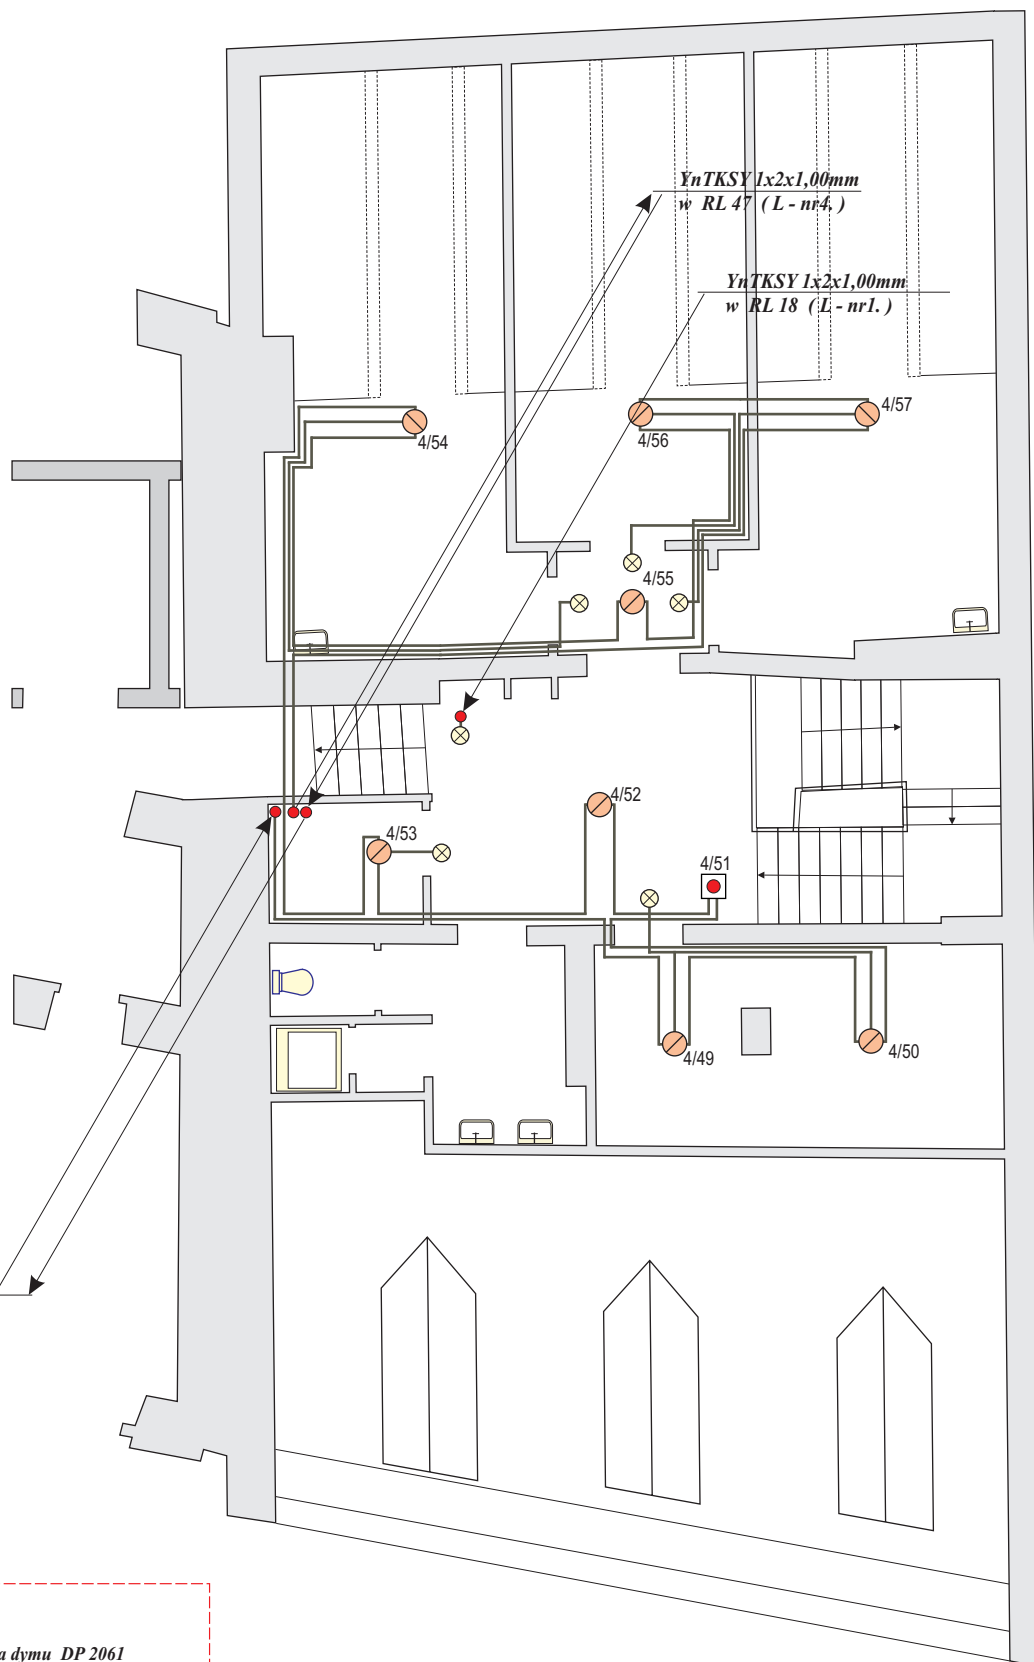 YnTKSY 1x2x1,00mm
w RL 47 ( L - nr4. )
YnTKSY 1x2x1,00mm
w RL 18 ( L - nr1. )
4/54
4/56
4/57
4/55
4/52
4/53
4/51
4/49
4/50
a dymu DP 2061